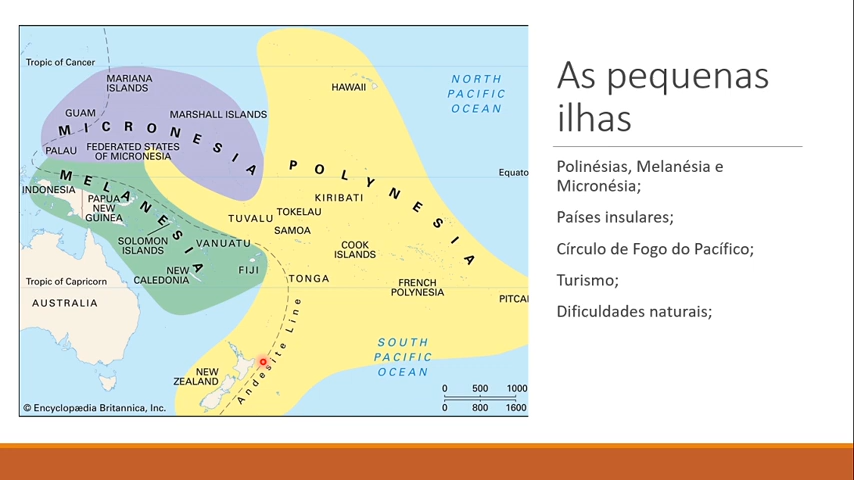 As pequenas
ilhas
Polinésias, Melanésia e
Micronésia;
Países insulares;
Círculo de Fogo do Pacífico;
Turismo;
Dificuldades naturais;
Tropic of Cancer
MARIANA
ISLANDS
HAWAII
NORTH
PACIFIC
OCEAN
GUAM
MARSHALL ISLANDS
MICRONESIA
PALAU
FEDERATED STATES
OF MICRONESIA
POLYNESIA
Equato
MELANESIA
INDONESIA
PAPUA
NEW
GUINEA
KIRIBATI
TUVALU
TOKELAU
SAMOA
SOLOMON
ISLANDS
VANUATU
COOK
ISLANDS
NEW
CALEDONIA
FIJI
TONGA
FRENCH
POLYNESIA
PITCAI
Tropic of Capricorn
AUSTRALIA
Andesite Line
SOUTH
PACIFIC
OCEAN
NEW
ZEALAND
0 500 1000
0 800 1600
© Encyclopædia Britannica, Inc.